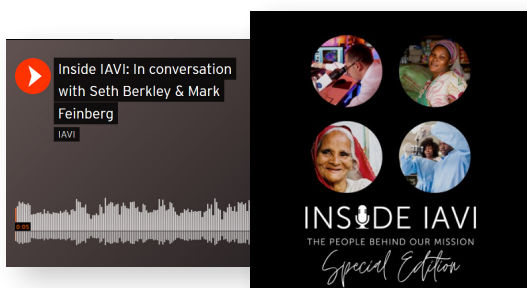 Inside IAVI: In conversation
with Seth Berkley & Mark
Feinberg
IAVI
0:05
INSIDE IAVI
THE PEOPLE BEHIND OUR MISSION
Special Edition